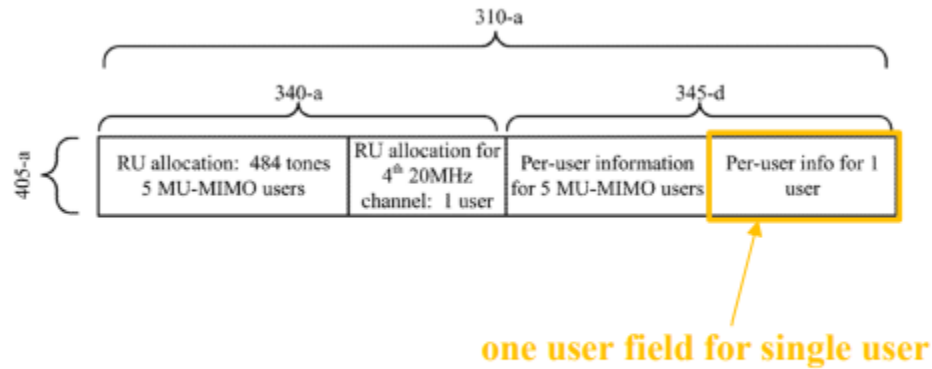 310-a
340-a
345-d
405-a
RU allocation: 484 tones
5 MU-MIMO users
RU allocation for
4th 20MHz
channel: 1 user
Per-user information
for 5 MU-MIMO users
Per-user info for 1
user
one user field for single user